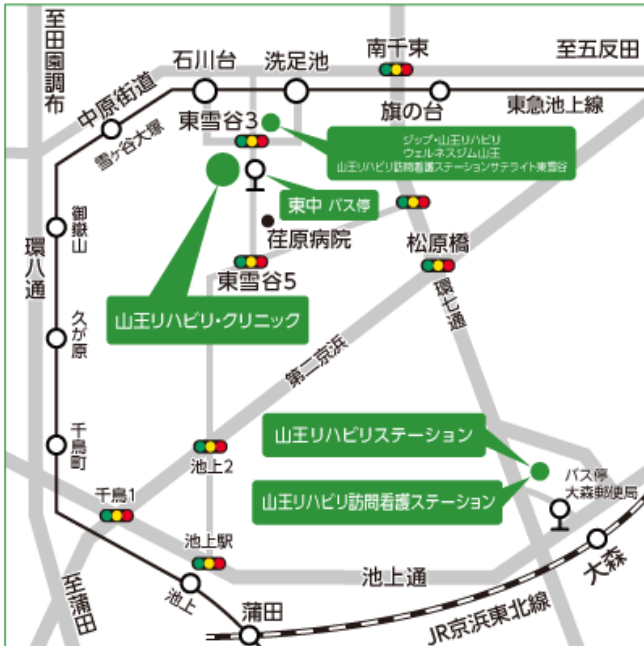 至田園調布
中原街道
石川台
洗足池
南千束
至五反田
旗の台
東急池上線
雪ヶ谷大塚
東雪谷3
ジップ・山王リハビリ
ウェルネスジム山王
山王リハビリ訪問看護ステーションサテライト東雪谷
東中 バス停
荏原病院
御嶽山
環八通
松原橋
東雪谷5
環七通
山王リハビリ・クリニック
久が原
第二京浜
千鳥町
池上2
山王リハビリステーション
山王リハビリ訪問看護ステーション
バス停
大森郵便局
千鳥1
池上駅
池上通
大森
至蒲田
池上
蒲田
JR京浜東北線